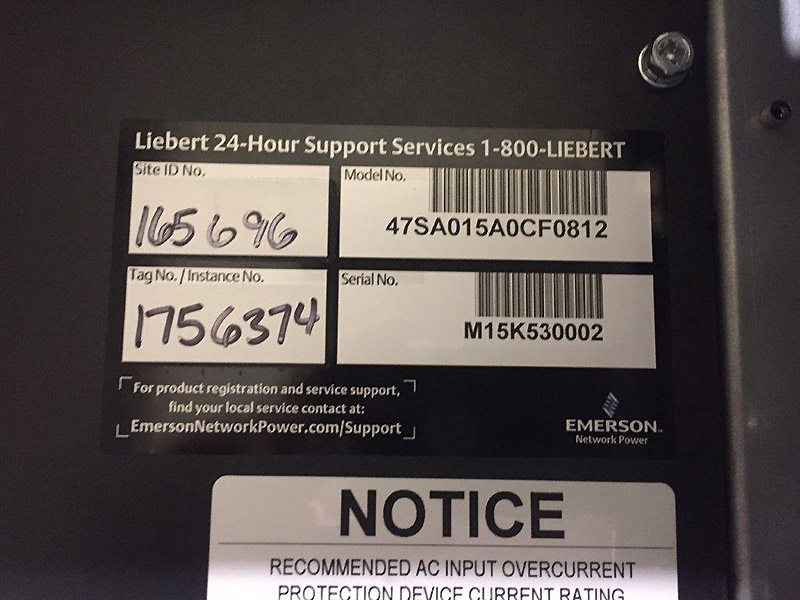 Liebert 24-Hour Support Services 1-800-LIEBERT
Site ID No.
165696
Model No.
47SA015A0CF0812
Tag No. / Instance No.
1756374
Serial No.
M15K530002
For product registration and service support,
find your local service contact at:
EmersonNetworkPower.com/Support
EMERSON™
Network Power
NOTICE
RECOMMENDED AC INPUT OVERCURRENT
PROTECTION DEVICE CURRENT RATING